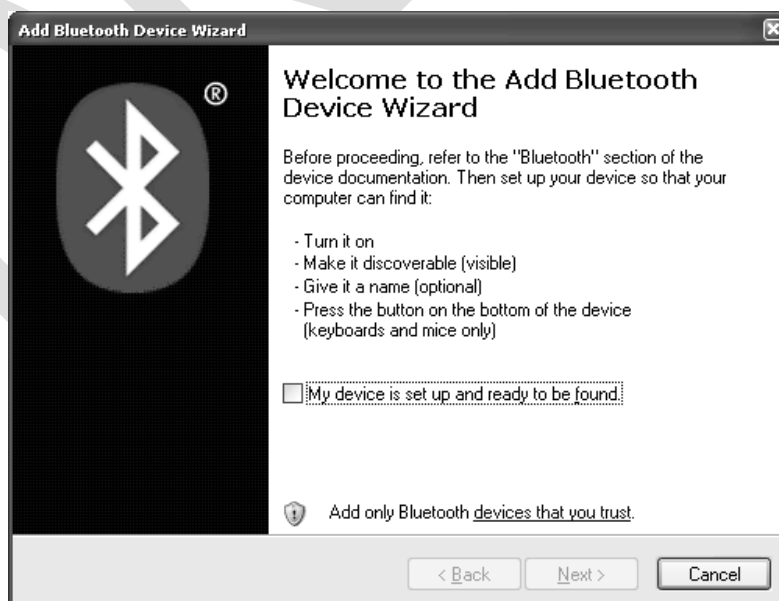 Add Bluetooth Device Wizard
®
Welcome to the Add Bluetooth
Device Wizard
Before proceeding, refer to the "Bluetooth" section of the
device documentation. Then set up your device so that your
computer can find it:
- Turn it on
- Make it discoverable (visible)
- Give it a name (optional)
- Press the button on the bottom of the device
(keyboards and mice only)
My device is set up and ready to be found.
Add only Bluetooth devices that you trust.
< Back Next > Cancel